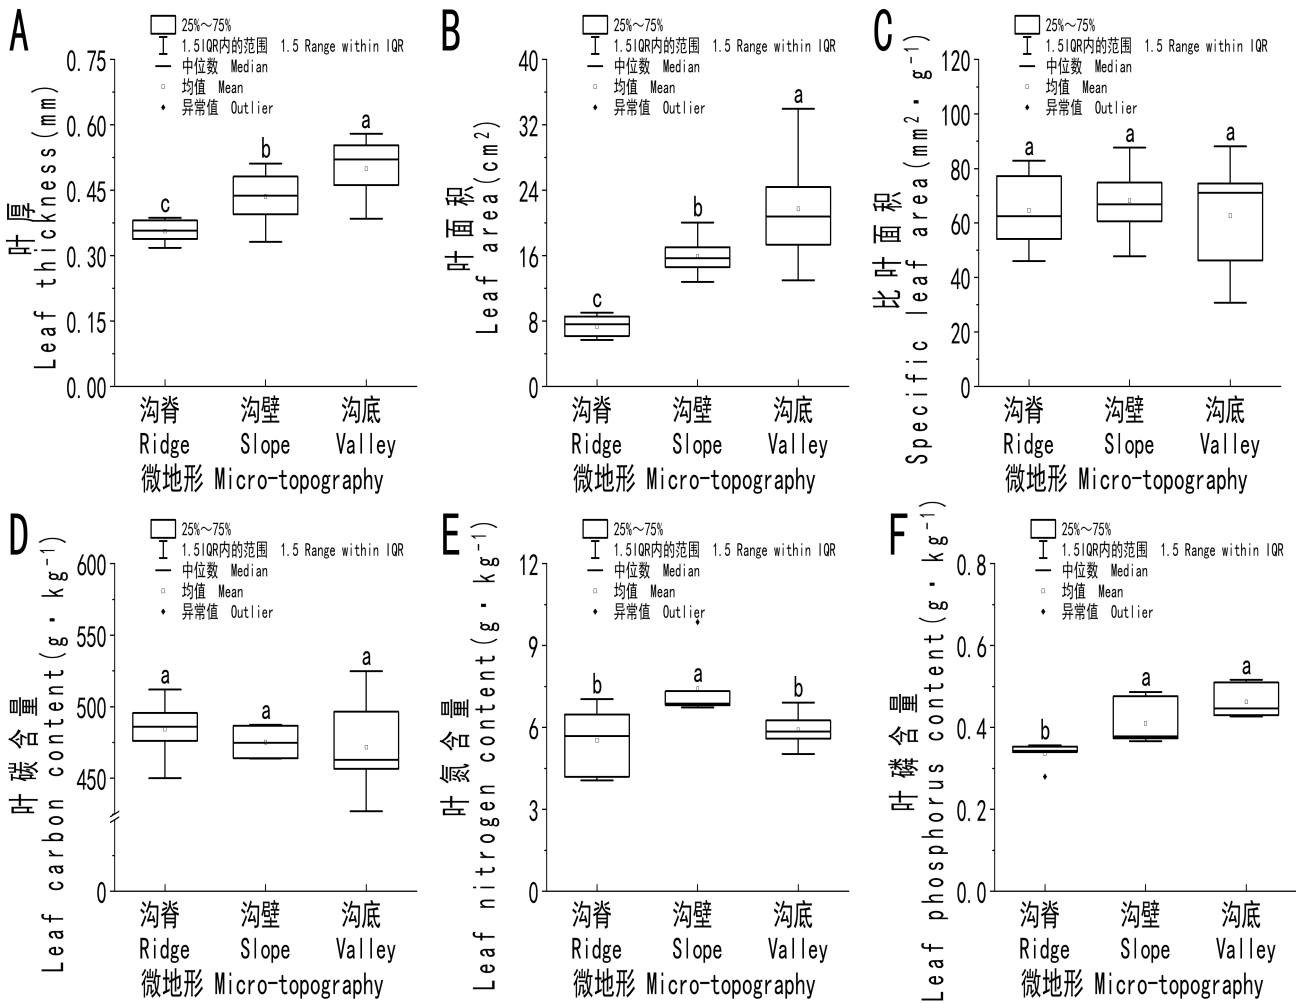 A
25%～75%
1.5IQR内的范围 1.5 Range within IQR
中位数 Median
均值 Mean
异常值 Outlier
叶厚
Leaf thickness(mm)
0.75
0.60
0.45
0.30
0.15
0.00
c
b
a
沟脊 沟壁 沟底
Ridge Slope Valley
微地形 Micro-topography
B
25%～75%
1.5IQR内的范围 1.5 Range within IQR
中位数 Median
均值 Mean
异常值 Outlier
叶面积
Leaf area(cm²)
40
32
24
16
8
0
c
b
a
沟脊 沟壁 沟底
Ridge Slope Valley
微地形 Micro-topography
C
25%～75%
1.5IQR内的范围 1.5 Range within IQR
中位数 Median
均值 Mean
异常值 Outlier
比叶面积
Specific leaf area(mm²·g⁻¹)
120
100
80
60
40
20
0
a
a
a
沟脊 沟壁 沟底
Ridge Slope Valley
微地形 Micro-topography
D
25%～75%
1.5IQR内的范围 1.5 Range within IQR
中位数 Median
均值 Mean
异常值 Outlier
叶碳含量
Leaf carbon content(g·kg⁻¹)
600
550
500
450
0
a
a
a
沟脊 沟壁 沟底
Ridge Slope Valley
微地形 Micro-topography
E
25%～75%
1.5IQR内的范围 1.5 Range within IQR
中位数 Median
均值 Mean
异常值 Outlier
叶氮含量
Leaf nitrogen content(g·kg⁻¹)
12
9
6
3
0
b
a
b
沟脊 沟壁 沟底
Ridge Slope Valley
微地形 Micro-topography
F
25%～75%
1.5IQR内的范围 1.5 Range within IQR
中位数 Median
均值 Mean
异常值 Outlier
叶磷含量
Leaf phosphorus content(g·kg⁻¹)
0.8
0.6
0.4
0.2
0.0
b
a
a
沟脊 沟壁 沟底
Ridge Slope Valley
微地形 Micro-topography